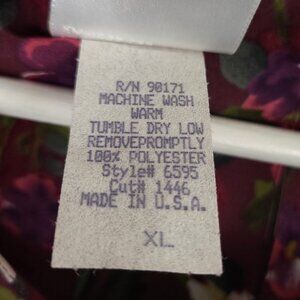 R/N 90171
MACHINE WASH
WARM
TUMBLE DRY LOW
REMOVEPROMPTLY
100% POLYESTER
Style# 6595
Cut# 1446
MADE IN U.S.A.
XL